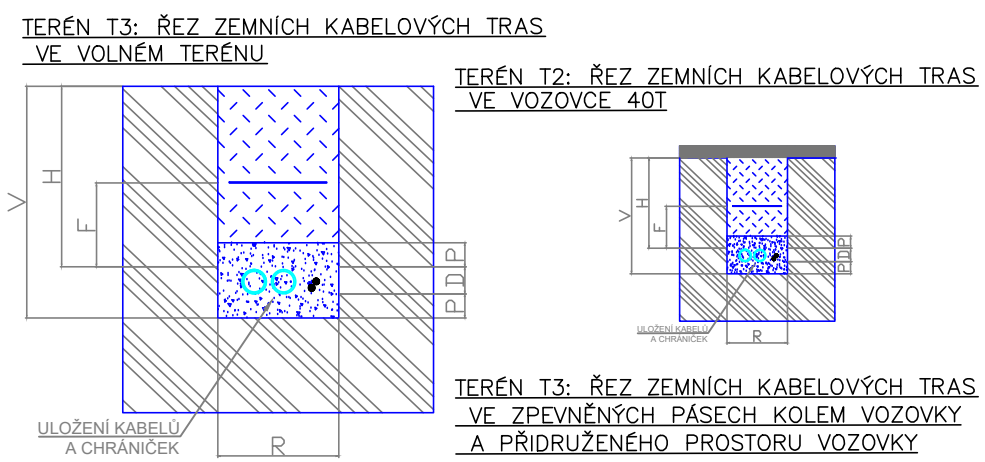 TERÉN T3: ŘEZ ZEMNÍCH KABELOVÝCH TRAS
VE VOLNÉM TERÉNU
V
H
F
P
D
P
R
ULOŽENÍ KABELŮ
A CHRÁNIČEK
TERÉN T2: ŘEZ ZEMNÍCH KABELOVÝCH TRAS
VE VOZOVCE 40T
V
H
F
P
D
P
R
ULOŽENÍ KABELŮ
A CHRÁNIČEK
TERÉN T3: ŘEZ ZEMNÍCH KABELOVÝCH TRAS
VE ZPEVNĚNÝCH PÁSECH KOLEM VOZOVKY
A PŘIDRUŽENÉHO PROSTORU VOZOVKY